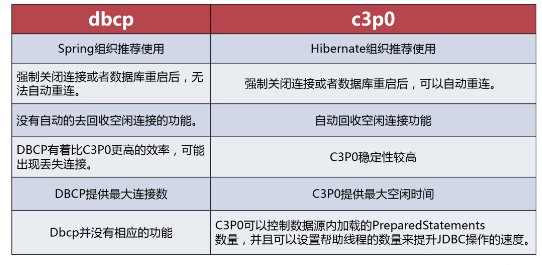 dbcp
c3p0
Spring组织推荐使用
Hibernate组织推荐使用
强制关闭连接或者数据库重启后，无
法自动重连。
强制关闭连接或者数据库重启后，可以自动重连。
没有自动的去回收空闲连接的功能。
自动回收空闲连接功能
DBCP有着比C3P0更高的效率，可能
出现丢失连接。
C3P0稳定性较高
DBCP提供最大连接数
C3P0提供最大空闲时间
Dbcp并没有相应的功能
C3P0可以控制数据源内加载的PreparedStatements
数量，并且可以设置帮助线程的数量来提升JDBC操作的速度。